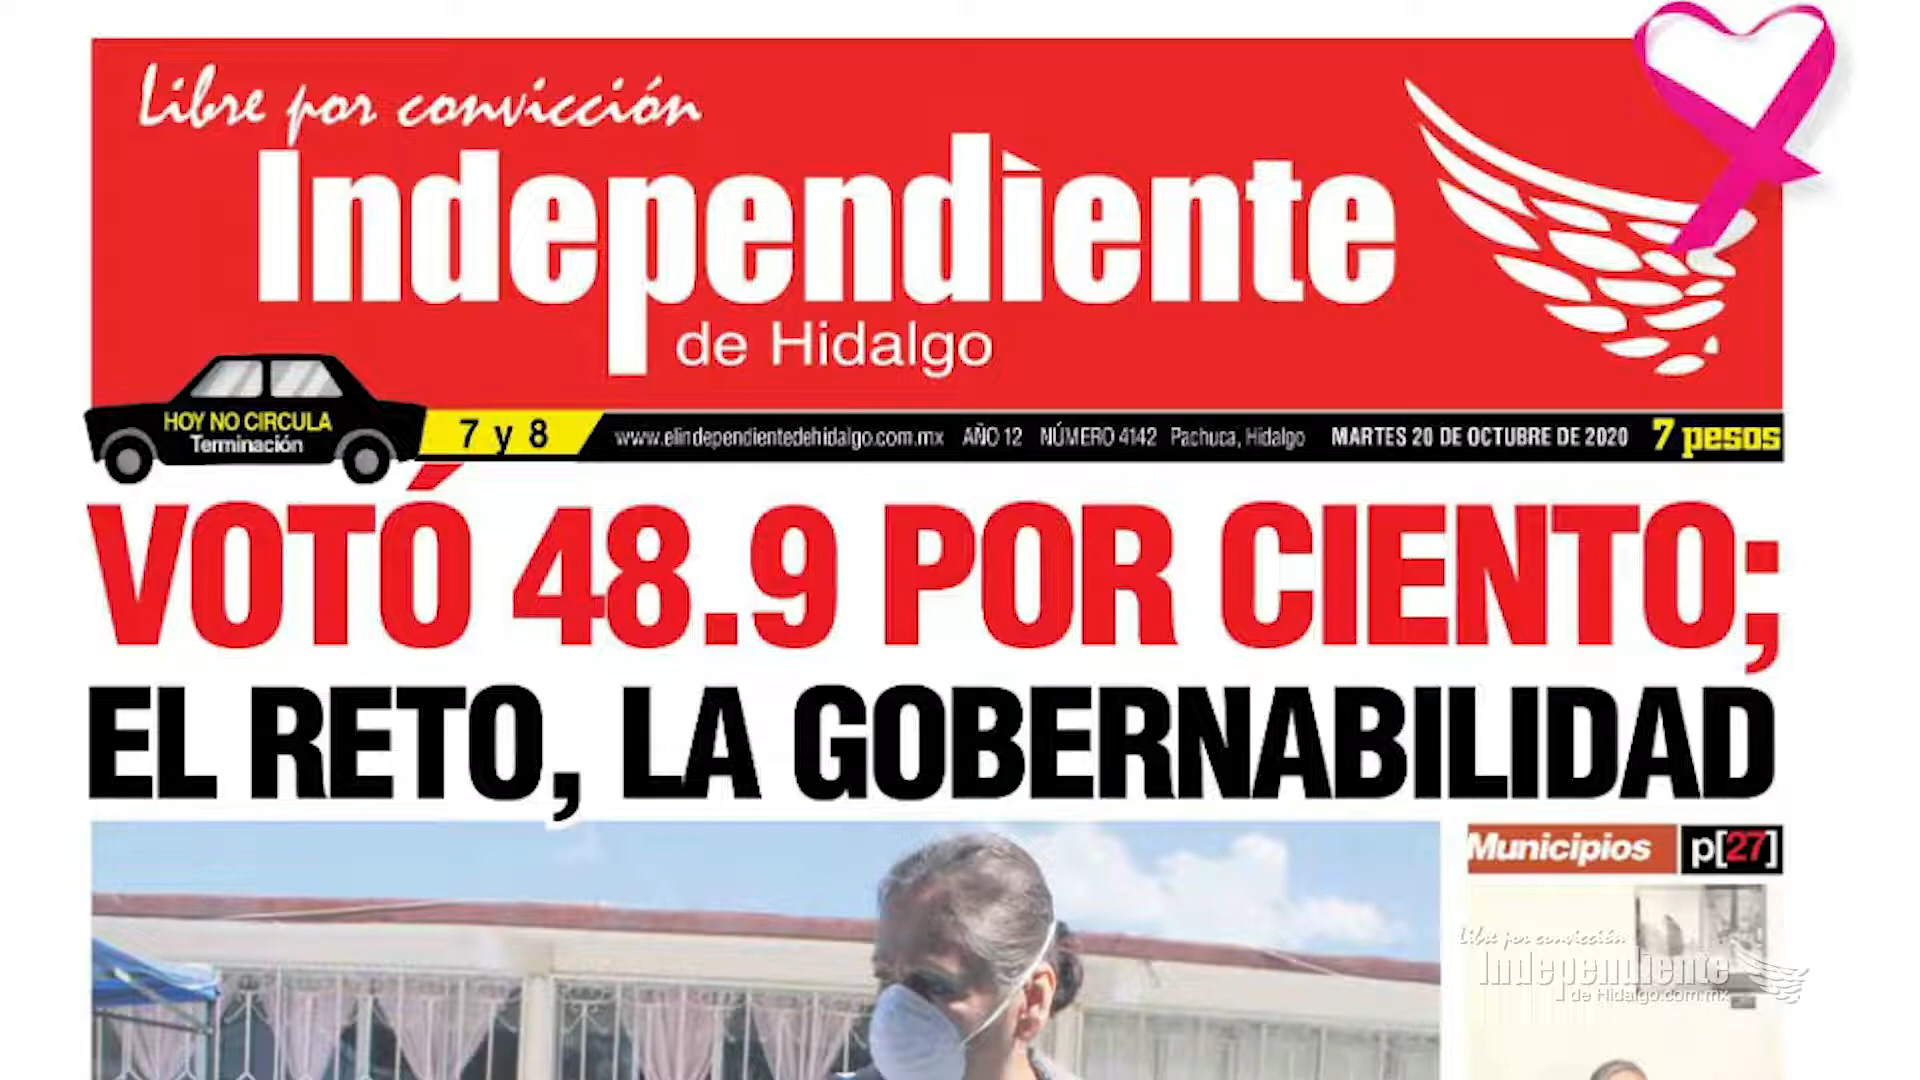 Libre por convicción
Independiente
de Hidalgo
HOY NO CIRCULA
Terminación
7 y 8
www.elindependientedehidalgo.com.mx AÑO 12 NÚMERO 4142 Pachuca, Hidalgo MARTES 20 DE OCTUBRE DE 2020 7 pesos
VOTÓ 48.9 POR CIENTO;
EL RETO, LA GOBERNABILIDAD
Municipios p[27]
Libre por convicción
Independiente
de Hidalgo.com.mx